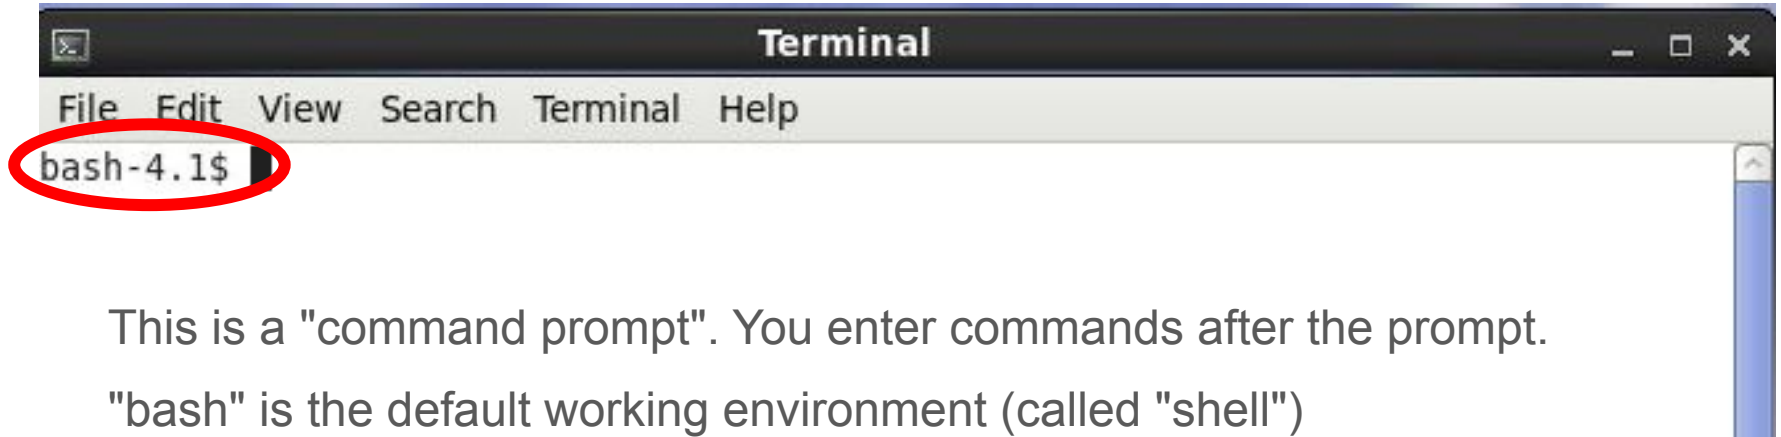 Terminal
File Edit View Search Terminal Help
bash-4.1$
This is a "command prompt". You enter commands after the prompt.
"bash" is the default working environment (called "shell")